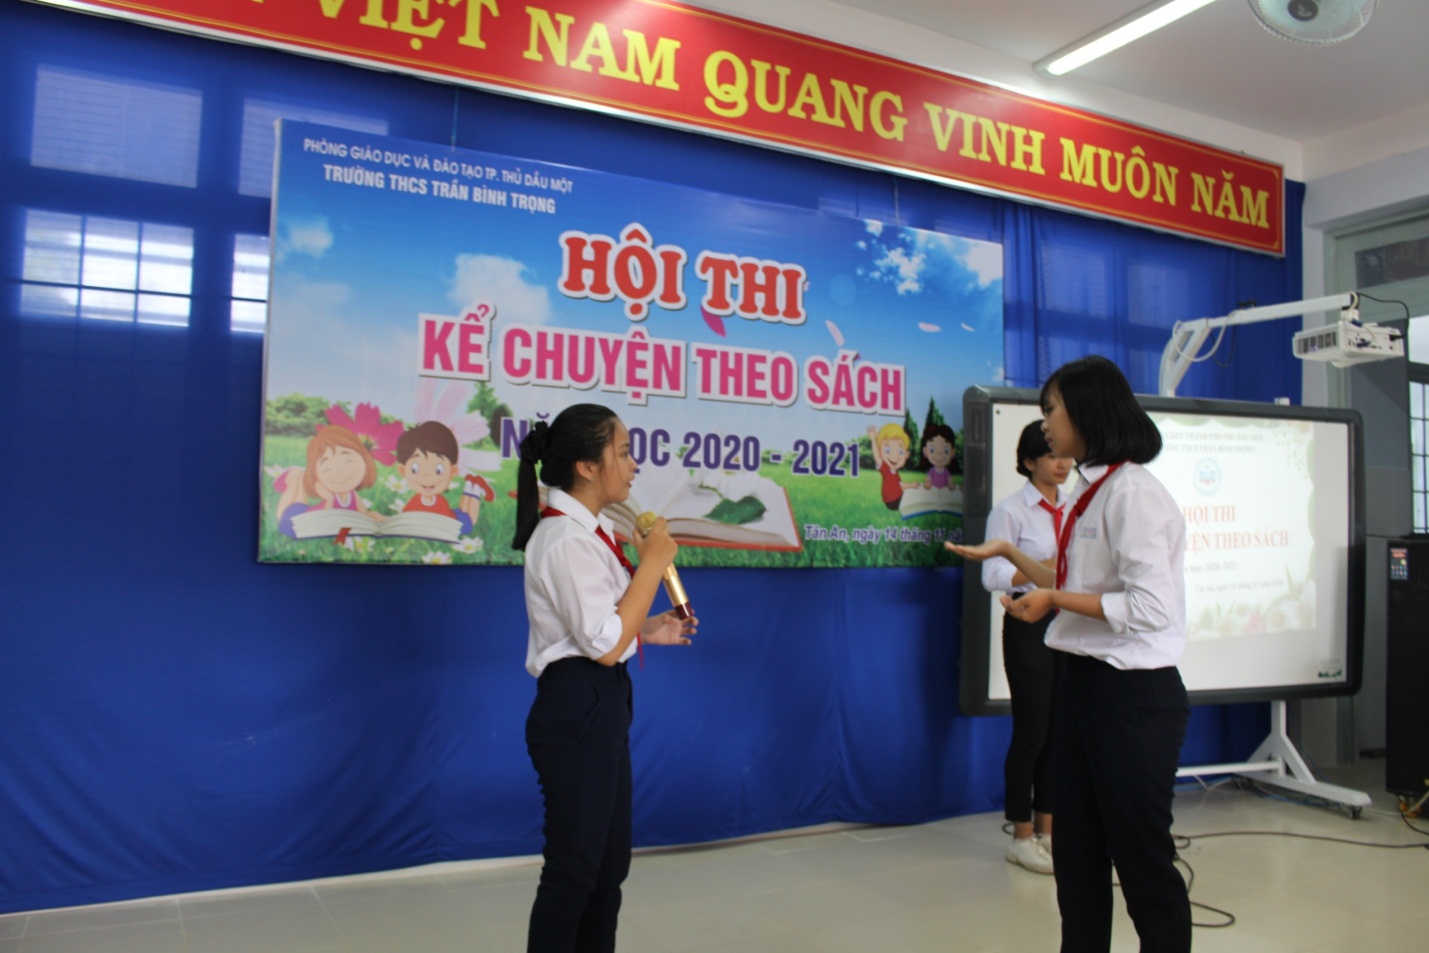 VIỆT NAM QUANG VINH MUÔN NĂM
PHÒNG GIÁO DỤC VÀ ĐÀO TẠO TP. THỦ DẦU MỘT
TRƯỜNG THCS TRẦN BÌNH TRỌNG
HỘI THI
KỂ CHUYỆN THEO SÁCH
HỌC 2020 - 2021
Tân An, ngày 14 tháng 11
HỘI THI
THEO SÁCH